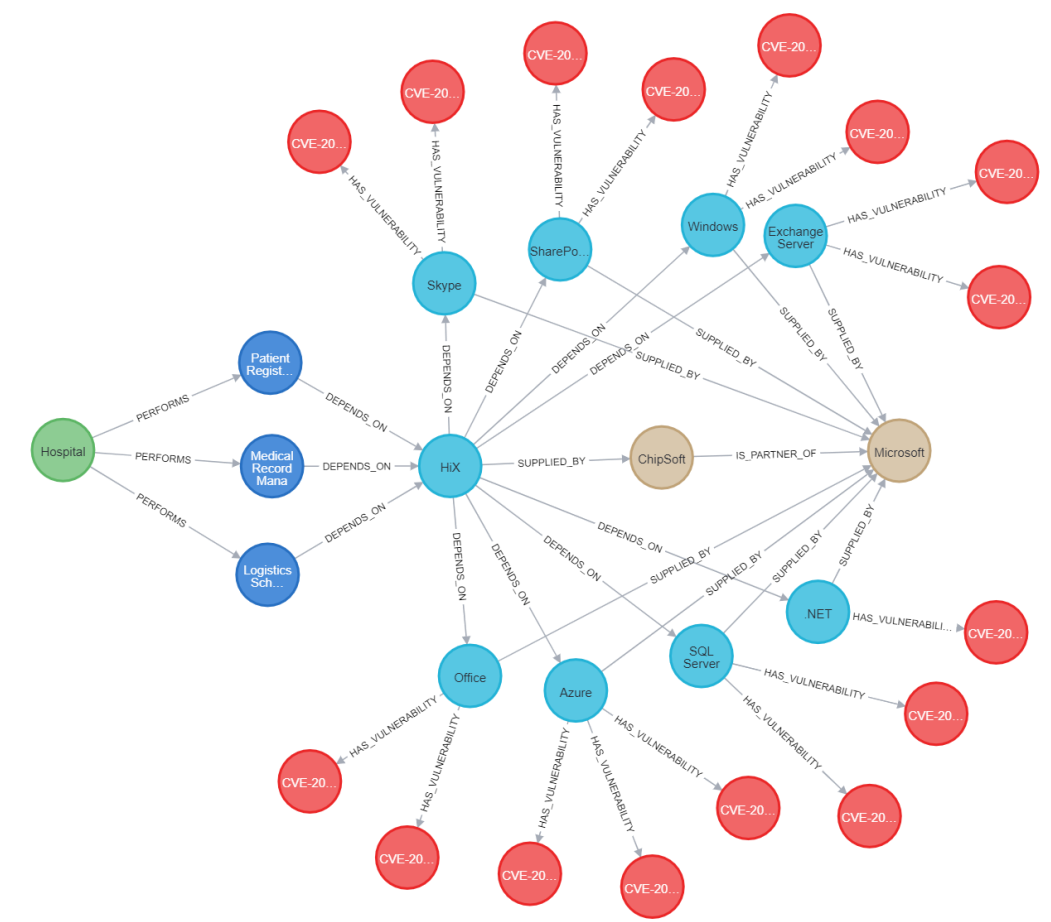 CVE-20...
CVE-20...
CVE-20...
CVE-20...
CVE-20...
CVE-20...
CVE-20...
CVE-20...
HAS_VULNERABILITY
HAS_VULNERABILITY
HAS_VULNERABILITY
HAS_VULNERABILITY
HAS_VULNERABILITY
HAS_VULNERABILITY
HAS_VULNERABILITY
HAS_VULNERABILITY
Skype
SharePo...
Windows
Exchange
Server
DEPENDS_ON
DEPENDS_ON
DEPENDS_ON
DEPENDS_ON
SUPPLIED_BY
SUPPLIED_BY
SUPPLIED_BY
SUPPLIED_BY
Hospital
PERFORMS
PERFORMS
PERFORMS
Patient
Regist...
Medical
Record
Mana
Logistics
Sch...
DEPENDS_ON
DEPENDS_ON
DEPENDS_ON
HiX
SUPPLIED_BY
ChipSoft
IS_PARTNER_OF
Microsoft
DEPENDS_ON
DEPENDS_ON
DEPENDS_ON
DEPENDS_ON
SUPPLIED_BY
SUPPLIED_BY
SUPPLIED_BY
SUPPLIED_BY
Office
Azure
SQL
Server
.NET
HAS_VULNERABILI...
HAS_VULNERABILITY
HAS_VULNERABILITY
HAS_VULNERABILITY
HAS_VULNERABILITY
HAS_VULNERABILITY
HAS_VULNERABILITY
HAS_VULNERABILITY
CVE-20...
CVE-20...
CVE-20...
CVE-20...
CVE-20...
CVE-20...
CVE-20...
CVE-20...